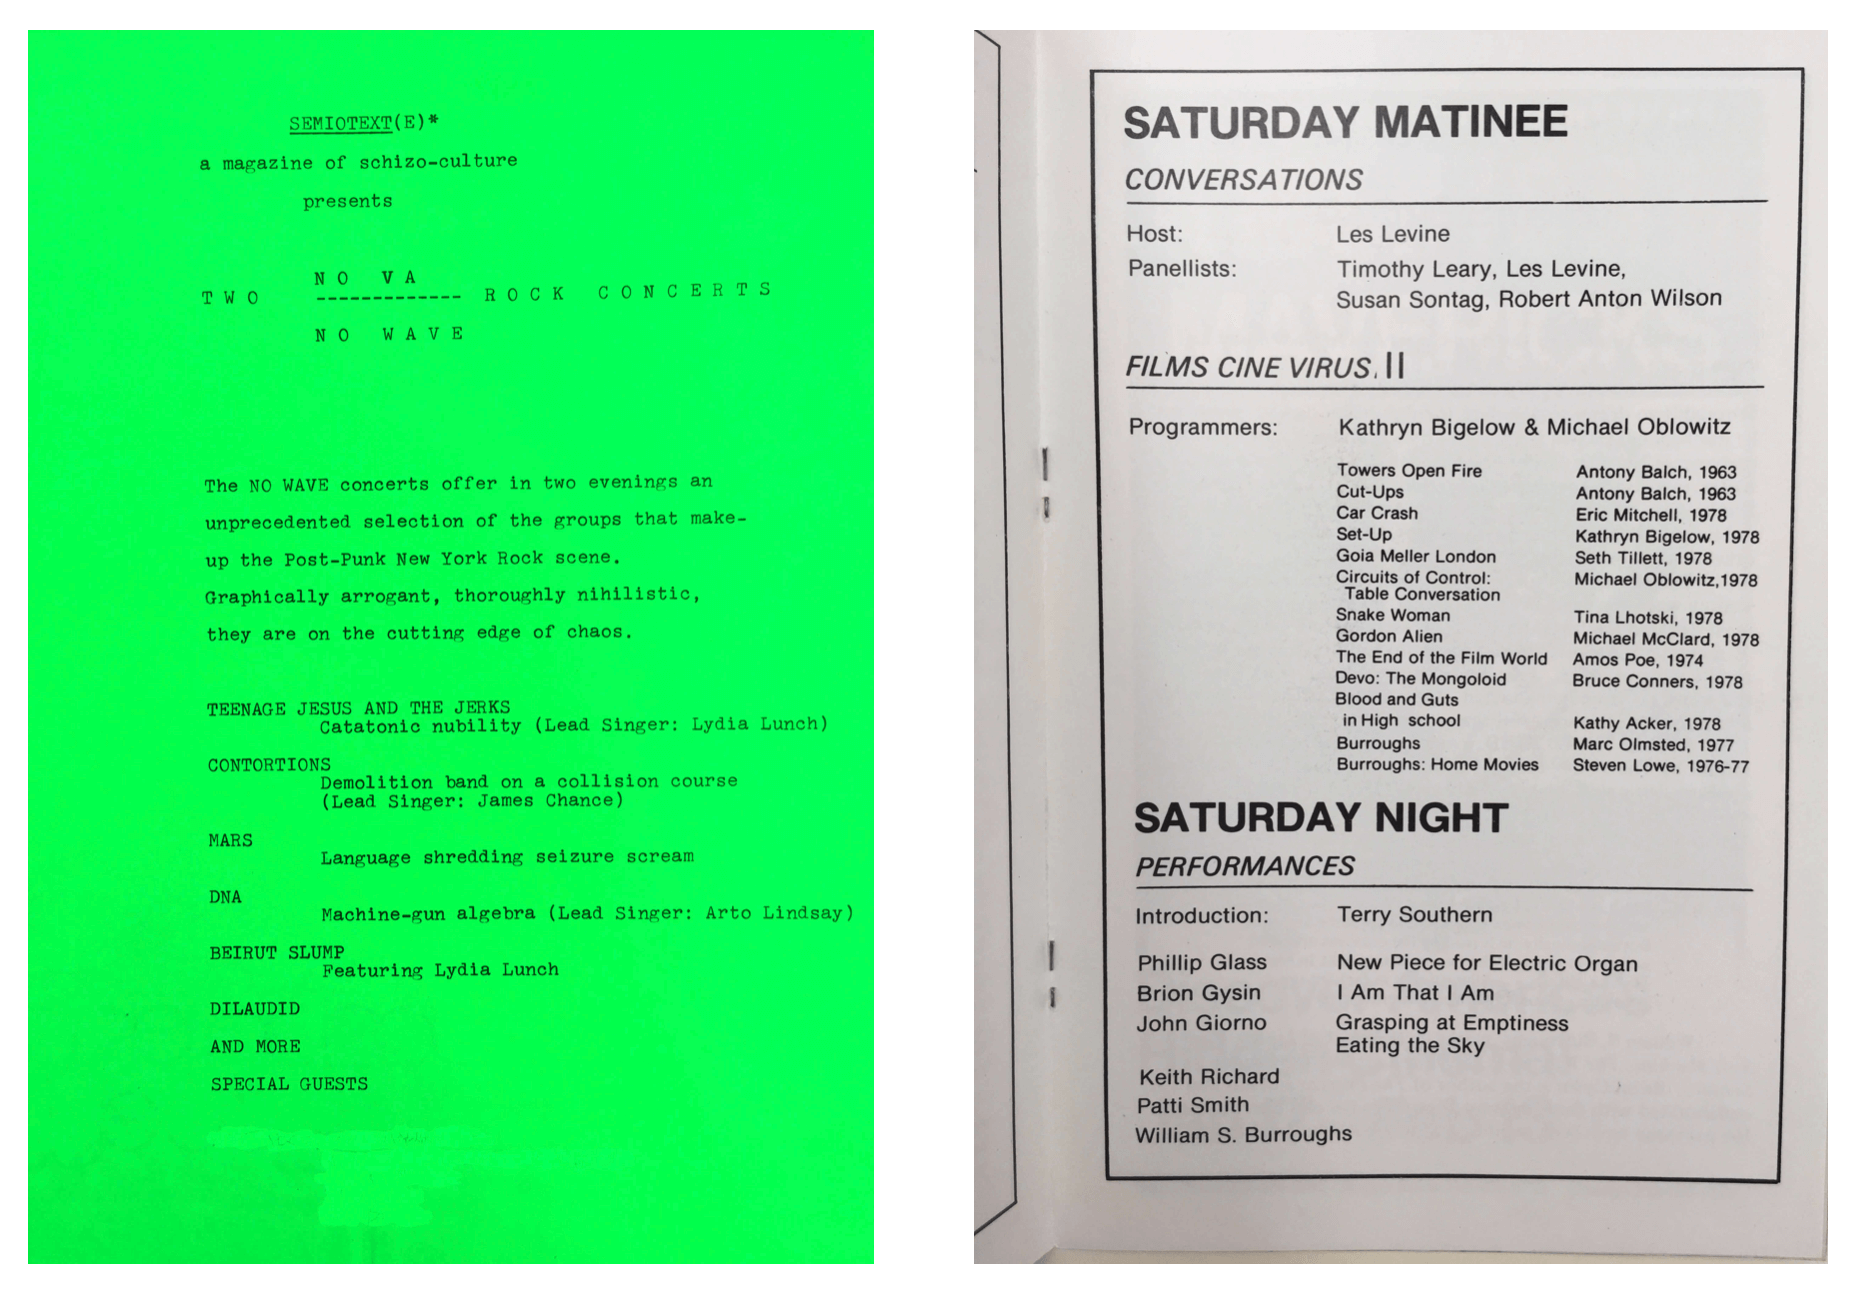 SEMIOTEXT(E)*
a magazine of schizo-culture
presents
NO VA
TWO ------------- ROCK CONCERTS
NO WAVE
The NO WAVE concerts offer in two evenings an
unprecedented selection of the groups that make-
up the Post-Punk New York Rock scene.
Graphically arrogant, thoroughly nihilistic,
they are on the cutting edge of chaos.
TEENAGE JESUS AND THE JERKS
Catatonic nubility (Lead Singer: Lydia Lunch)
CONTORTIONS
Demolition band on a collision course
(Lead Singer: James Chance)
MARS
Language shredding seizure scream
DNA
Machine-gun algebra (Lead Singer: Arto Lindsay)
BEIRUT SLUMP
Featuring Lydia Lunch
DILAUDID
AND MORE
SPECIAL GUESTS
SATURDAY MATINEE
CONVERSATIONS
Host: Les Levine
Panellists: Timothy Leary, Les Levine,
Susan Sontag, Robert Anton Wilson
FILMS CINE VIRUS. II
Programmers: Kathryn Bigelow & Michael Oblowitz
Towers Open Fire Antony Balch, 1963
Cut-Ups Antony Balch, 1963
Car Crash Eric Mitchell, 1978
Set-Up Kathryn Bigelow, 1978
Goia Meller London Seth Tillett, 1978
Circuits of Control: Michael Oblowitz,1978
Table Conversation
Snake Woman Tina Lhotski, 1978
Gordon Alien Michael McClard, 1978
The End of the Film World Amos Poe, 1974
Devo: The Mongoloid Bruce Conners, 1978
Blood and Guts
in High school Kathy Acker, 1978
Burroughs Marc Olmsted, 1977
Burroughs: Home Movies Steven Lowe, 1976-77
SATURDAY NIGHT
PERFORMANCES
Introduction: Terry Southern
Phillip Glass New Piece for Electric Organ
Brion Gysin I Am That I Am
John Giorno Grasping at Emptiness
Eating the Sky
Keith Richard
Patti Smith
William S. Burroughs